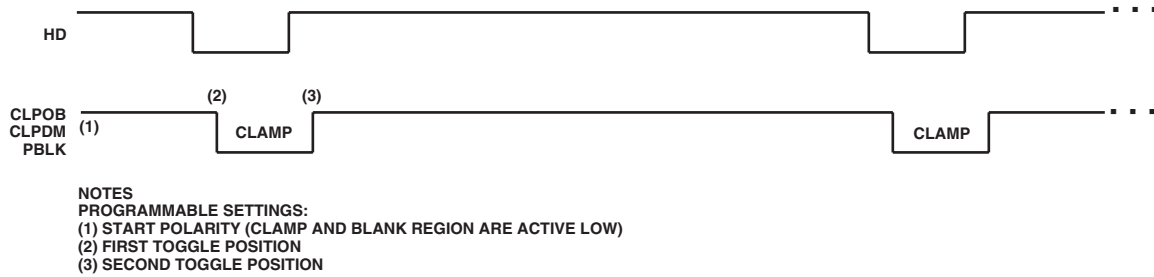 HD
(2) (3)
CLPOB
CLPDM (1)
PBLK
CLAMP CLAMP
NOTES
PROGRAMMABLE SETTINGS:
(1) START POLARITY (CLAMP AND BLANK REGION ARE ACTIVE LOW)
(2) FIRST TOGGLE POSITION
(3) SECOND TOGGLE POSITION